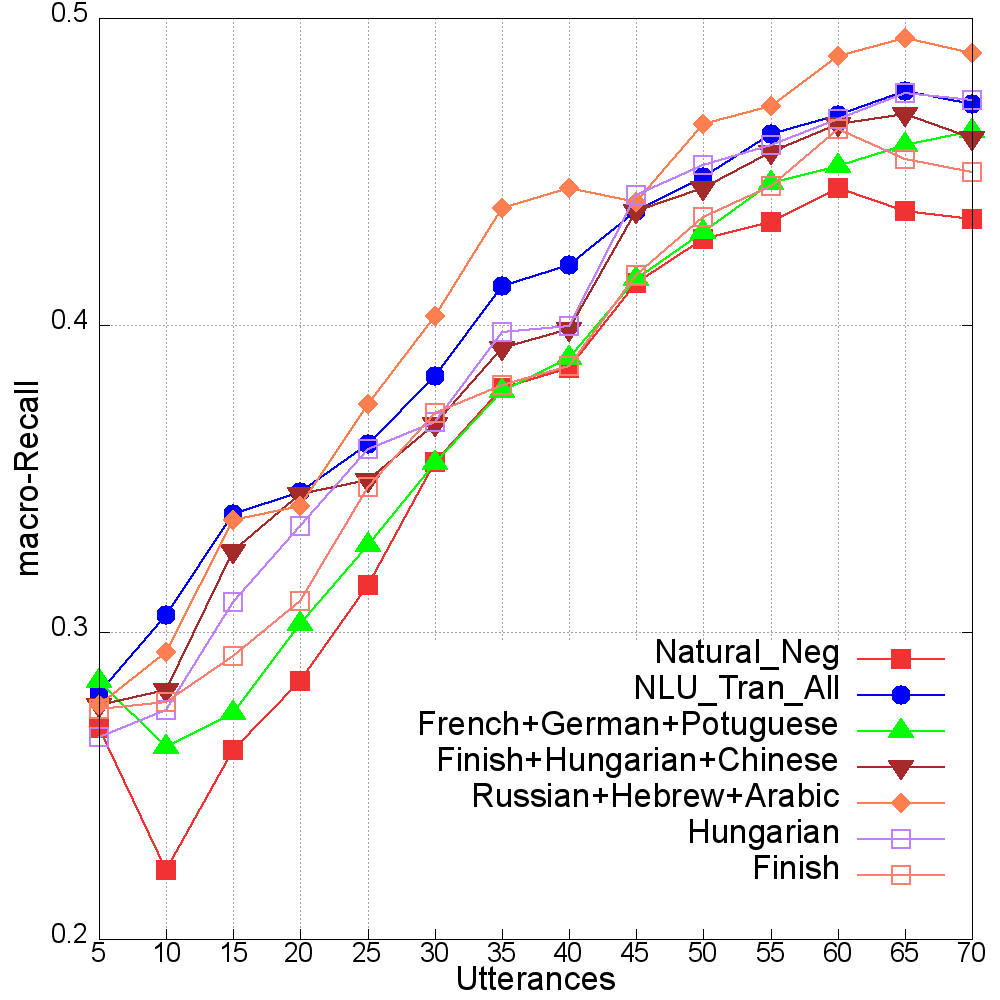 0.5
0.4
0.3
0.2
macro-Recall
Natural_Neg
NLU_Tran_All
French+German+Potuguese
Finish+Hungarian+Chinese
Russian+Hebrew+Arabic
Hungarian
Finish
5 10 15 20 25 30 35 40 45 50 55 60 65 70
Utterances